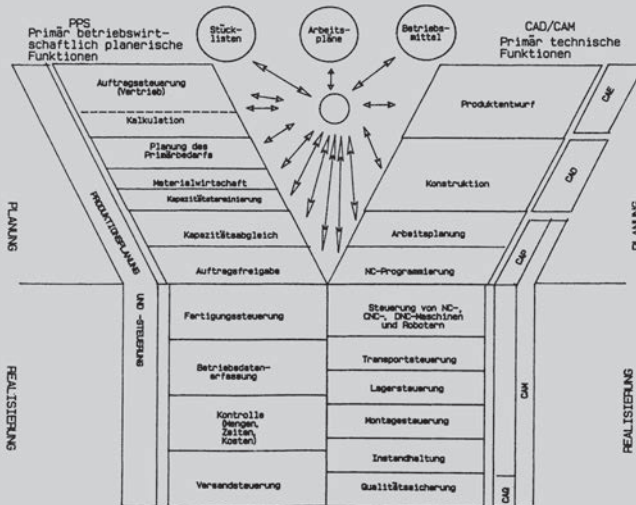 PPS
Primär betriebswirt-
schaftlich planerische
Funktionen
Stück-
listen
Arbeits-
pläne
Betriebs-
mittel
CAD/CAM
Primär technische
Funktionen
Auftragssteuerung
(Vertrieb)
Kalkulation
Planung des
Primärbedarfs
Materialwirtschaft
Kapazitätsterminierung
Kapazitätsabgleich
Auftragsfreigabe
Produktentwurf
Konstruktion
Arbeitsplanung
NC-Programmierung
CAE
CAD
CAP
PLANUNG
PRODUKTIONSPLANUNG
UND -STEUERUNG
PLANUNG
REALISIERUNG
Fertigungssteuerung
Betriebsdaten-
erfassung
Kontrolle
(Mengen,
Zeiten,
Kosten)
Versandsteuerung
Steuerung von NC-,
CNC-, DNC-Maschinen
und Robotern
Transportsteuerung
Lagersteuerung
Montagesteuerung
Instandhaltung
Qualitätssicherung
CAM
CAQ
REALISIERUNG